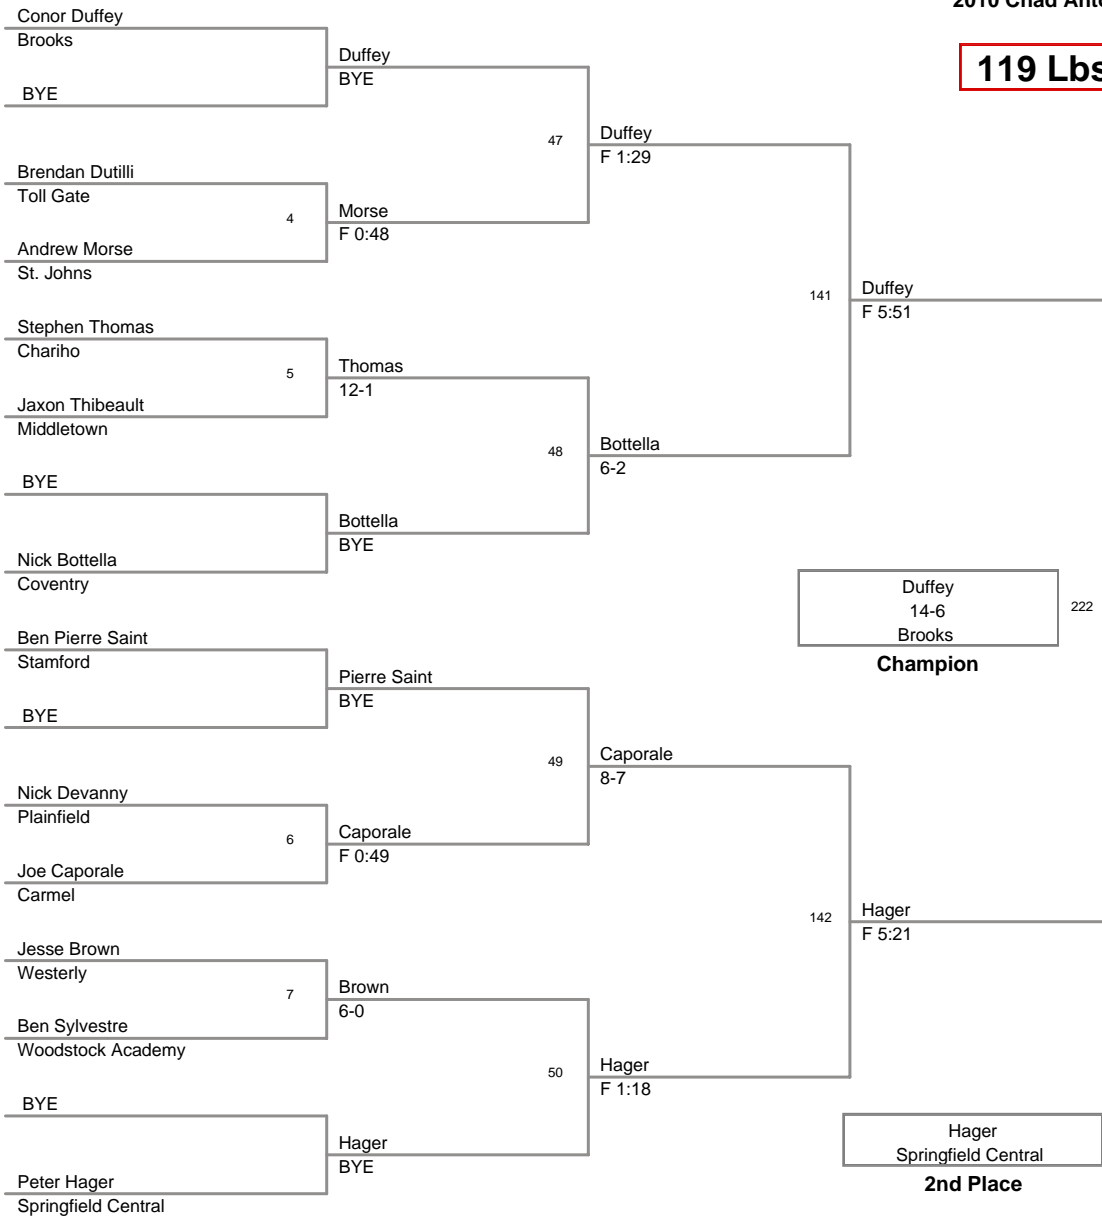 2010 Chad Anto
119 Lbs
Conor Duffey
Brooks
BYE
Duffey
BYE
Brendan Dutilli
Toll Gate
4
Andrew Morse
St. Johns
Morse
F 0:48
47
Duffey
F 1:29
Stephen Thomas
Chariho
5
Jaxon Thibeault
Middletown
Thomas
12-1
BYE
Nick Bottella
Coventry
Bottella
BYE
48
Bottella
6-2
141
Duffey
F 5:51
Duffey
14-6
Brooks
222
Champion
Ben Pierre Saint
Stamford
BYE
Pierre Saint
BYE
Nick Devanny
Plainfield
6
Joe Caporale
Carmel
Caporale
F 0:49
49
Caporale
8-7
Jesse Brown
Westerly
7
Ben Sylvestre
Woodstock Academy
Brown
6-0
BYE
Peter Hager
Springfield Central
Hager
BYE
50
Hager
F 1:18
142
Hager
F 5:21
Hager
Springfield Central
2nd Place